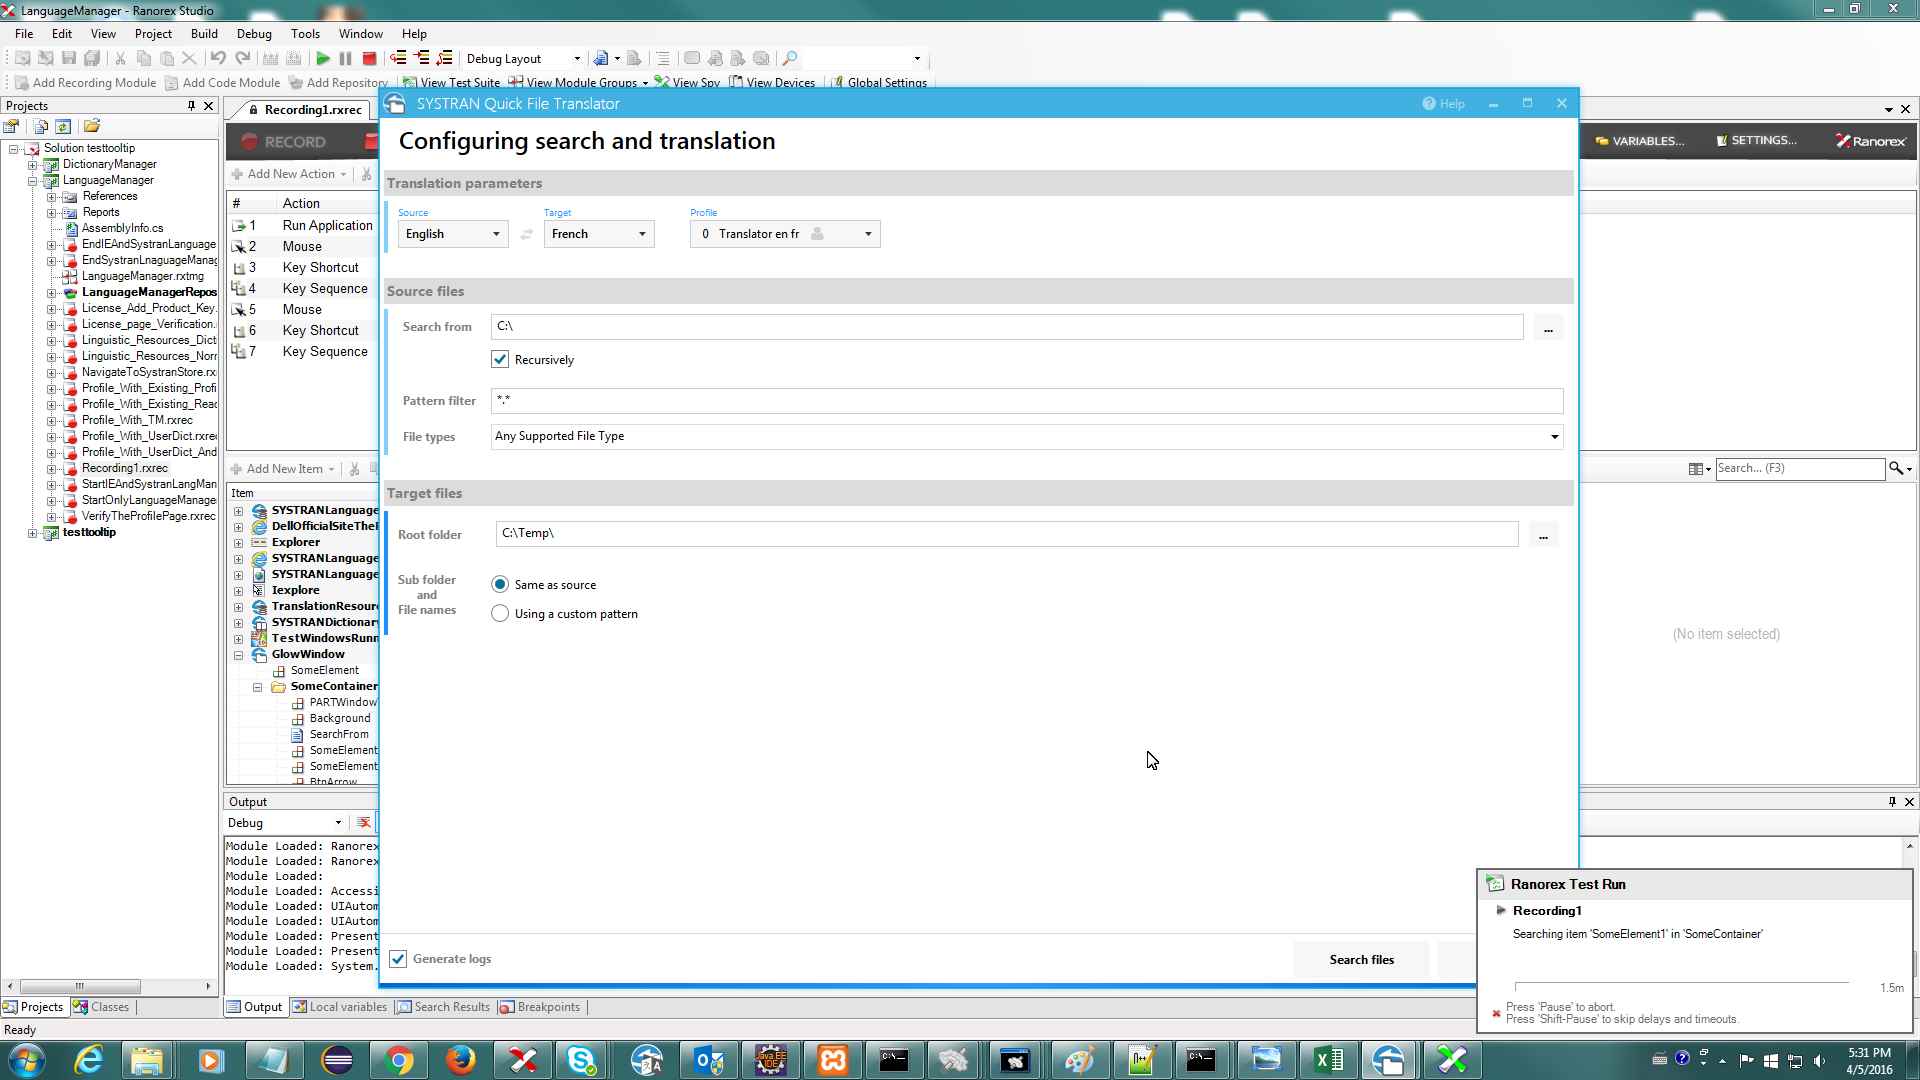 LanguageManager - Ranorex Studio
File Edit View Project Build Debug Tools Window Help
Debug Layout
Add Recording Module Add Code Module Add Repository View Test Suite View Module Groups View Spy View Devices Global Settings
Projects
Solution testtooltip
DictionaryManager
LanguageManager
References
Reports
AssemblyInfo.cs
EndIEAndSystranLanguage
EndSystranLnaguageManag
LanguageManager.rxtmg
LanguageManagerRepos
License_Add_Product_Key.
License_page_Verification.
Linguistic_Resources_Dict
Linguistic_Resources_Norr
NavigateToSystranStore.rx
Profile_With_Existing_Profi
Profile_With_Existing_Read
Profile_With_TM.rxrec
Profile_With_UserDict.rxre
Profile_With_UserDict_And
Recording1.rxrec
StartIEAndSystranLangMan
StartOnlyLanguageManage
VerifyTheProfilePage.rxrec
testtooltip
Projects Classes
Ready
Recording1.rxrec
RECORD
VARIABLES... SETTINGS... Ranorex
Add New Action
# Action
1 Run Application
2 Mouse
3 Key Shortcut
4 Key Sequence
5 Mouse
6 Key Shortcut
7 Key Sequence
Add New Item
Search... (F3)
Item
SYSTRANLanguage
DellOfficialSiteTheP
Explorer
SYSTRANLanguage
SYSTRANLanguage
Iexplore
TranslationResour
SYSTRANDictionar
TestWindowsRunn
GlowWindow
SomeElement
SomeContainer
PARTWindow
Background
SearchFrom
SomeElement
SomeElement
BtnArrow
(No item selected)
Output
Debug
Module Loaded: Ranorex
Module Loaded: Ranorex
Module Loaded:
Module Loaded: Accessi
Module Loaded: UIAutom
Module Loaded: UIAutom
Module Loaded: Present
Module Loaded: Present
Module Loaded: System.
Output Local variables Search Results Breakpoints
SYSTRAN Quick File Translator
Help
Configuring search and translation
Translation parameters
Source Target Profile
English French 0 Translator en fr
Source files
Search from C:\ ...
Recursively
Pattern filter *.*
File types Any Supported File Type
Target files
Root folder C:\Temp\ ...
Sub folder
and
File names
Same as source
Using a custom pattern
Generate logs
Search files
Ranorex Test Run
Recording1
Searching item 'SomeElement1' in 'SomeContainer'
1.5m
Press 'Pause' to abort.
Press 'Shift-Pause' to skip delays and timeouts.
5:31 PM
4/5/2016